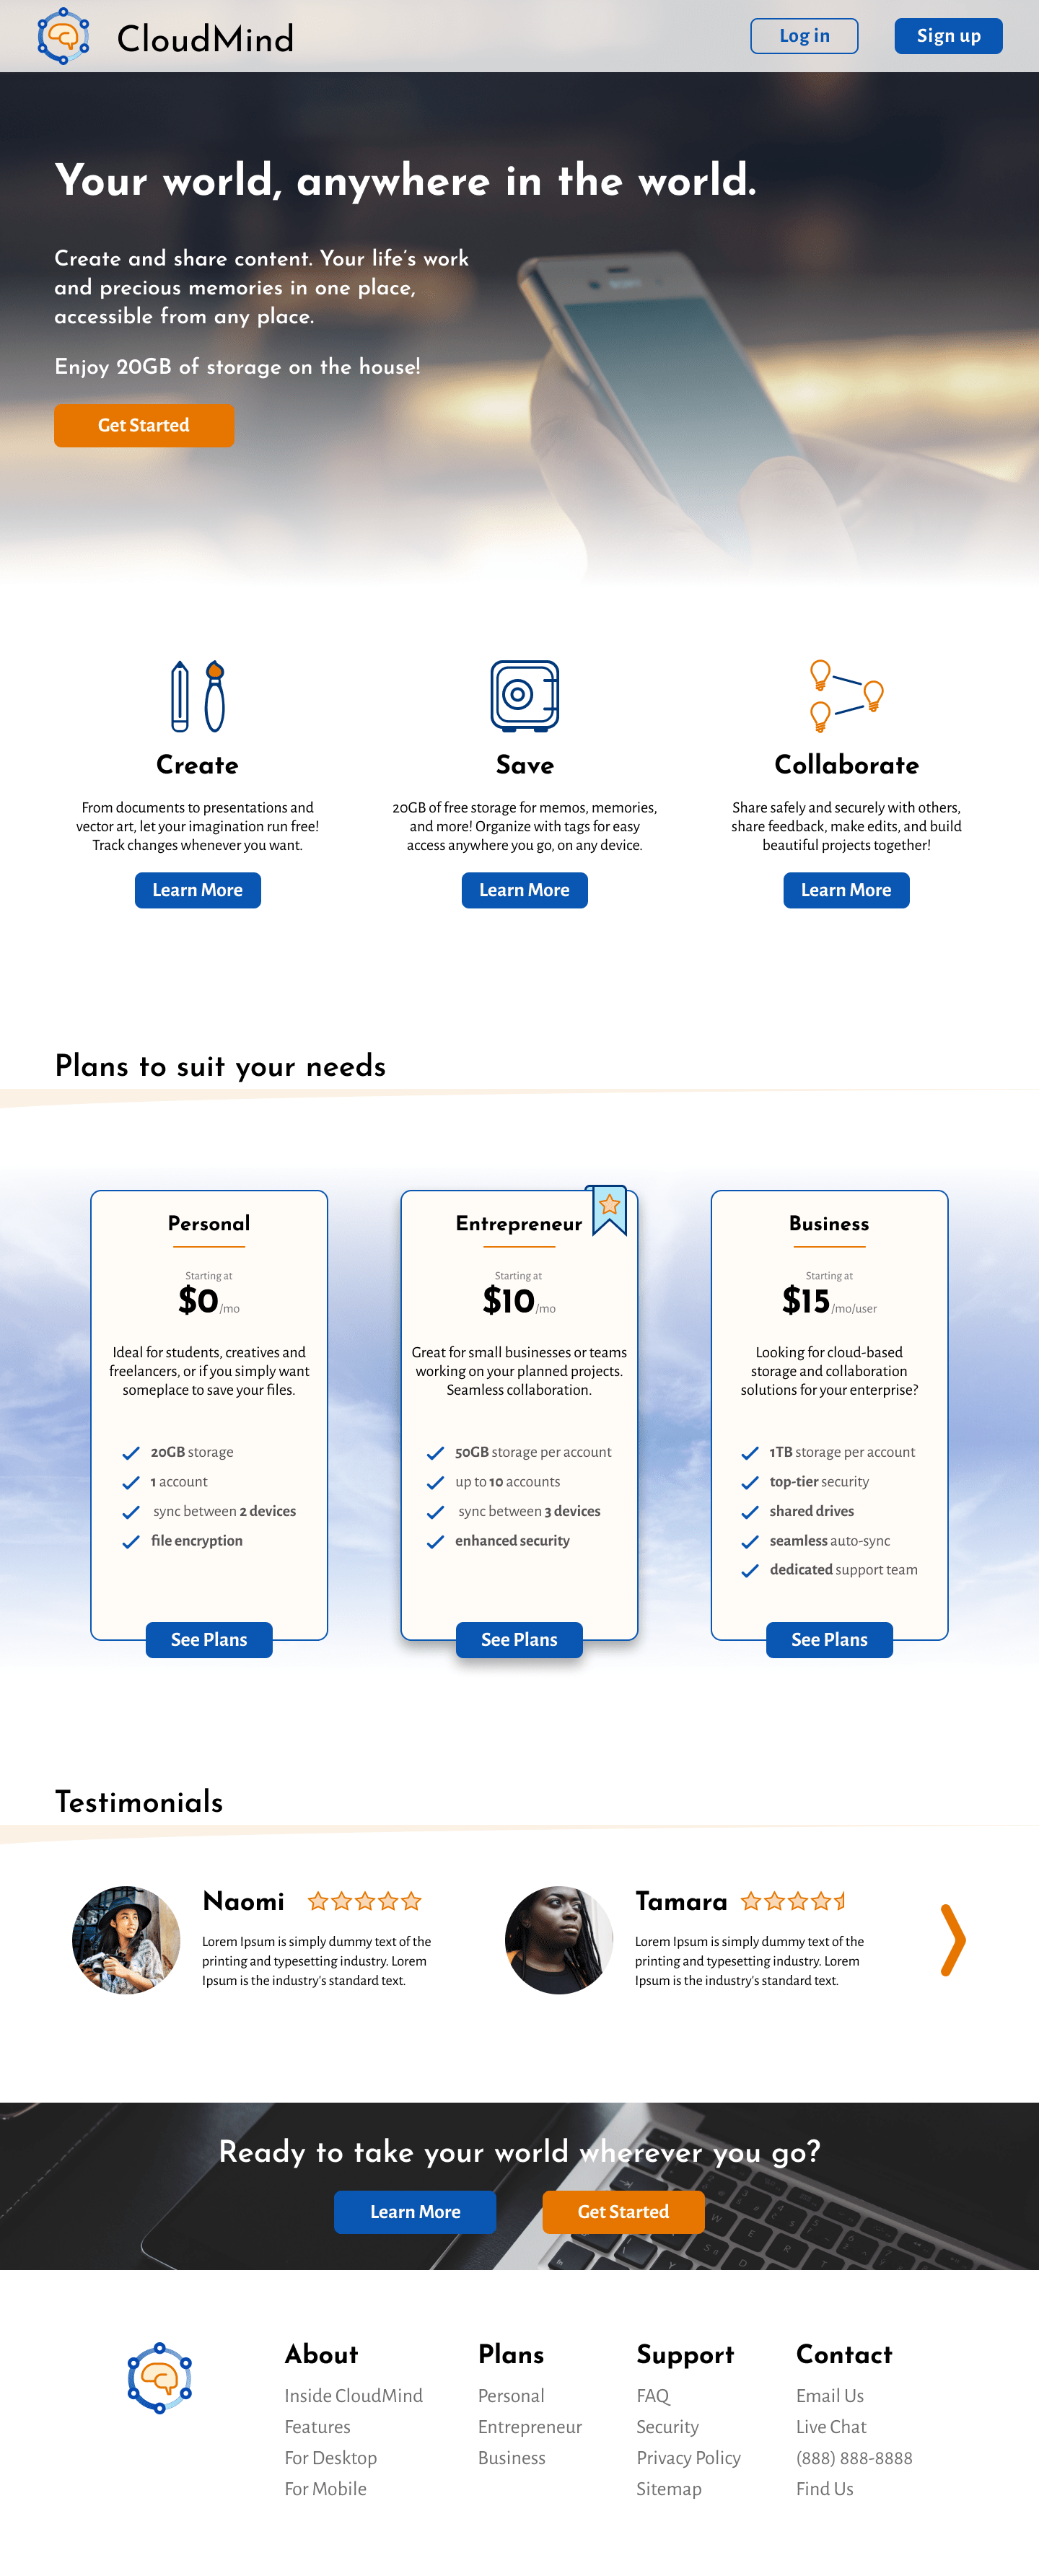 CloudMind
Log in
Sign up
Your world, anywhere in the world.
Create and share content. Your life's work
and precious memories in one place,
accessible from any place.
Enjoy 20GB of storage on the house!
Get Started
Create
From documents to presentations and
vector art, let your imagination run free!
Track changes whenever you want.
Learn More
Save
20GB of free storage for memos, memories,
and more! Organize with tags for easy
access anywhere you go, on any device.
Learn More
Collaborate
Share safely and securely with others,
share feedback, make edits, and build
beautiful projects together!
Learn More
Plans to suit your needs
Personal
Starting at
$0/mo
Ideal for students, creatives and
freelancers, or if you simply want
someplace to save your files.
20GB storage
1 account
sync between 2 devices
file encryption
See Plans
Entrepreneur
Starting at
$10/mo
Great for small businesses or teams
working on your planned projects.
Seamless collaboration.
50GB storage per account
up to 10 accounts
sync between 3 devices
enhanced security
See Plans
Business
Starting at
$15/mo/user
Looking for cloud-based
storage and collaboration
solutions for your enterprise?
1TB storage per account
top-tier security
shared drives
seamless auto-sync
dedicated support team
See Plans
Testimonials
Naomi
Lorem Ipsum is simply dummy text of the
printing and typesetting industry. Lorem
Ipsum is the industry's standard text.
Tamara
Lorem Ipsum is simply dummy text of the
printing and typesetting industry. Lorem
Ipsum is the industry's standard text.
Ready to take your world wherever you go?
Learn More
Get Started
About
Inside CloudMind
Features
For Desktop
For Mobile
Plans
Personal
Entrepreneur
Business
Support
FAQ
Security
Privacy Policy
Sitemap
Contact
Email Us
Live Chat
(888) 888-8888
Find Us